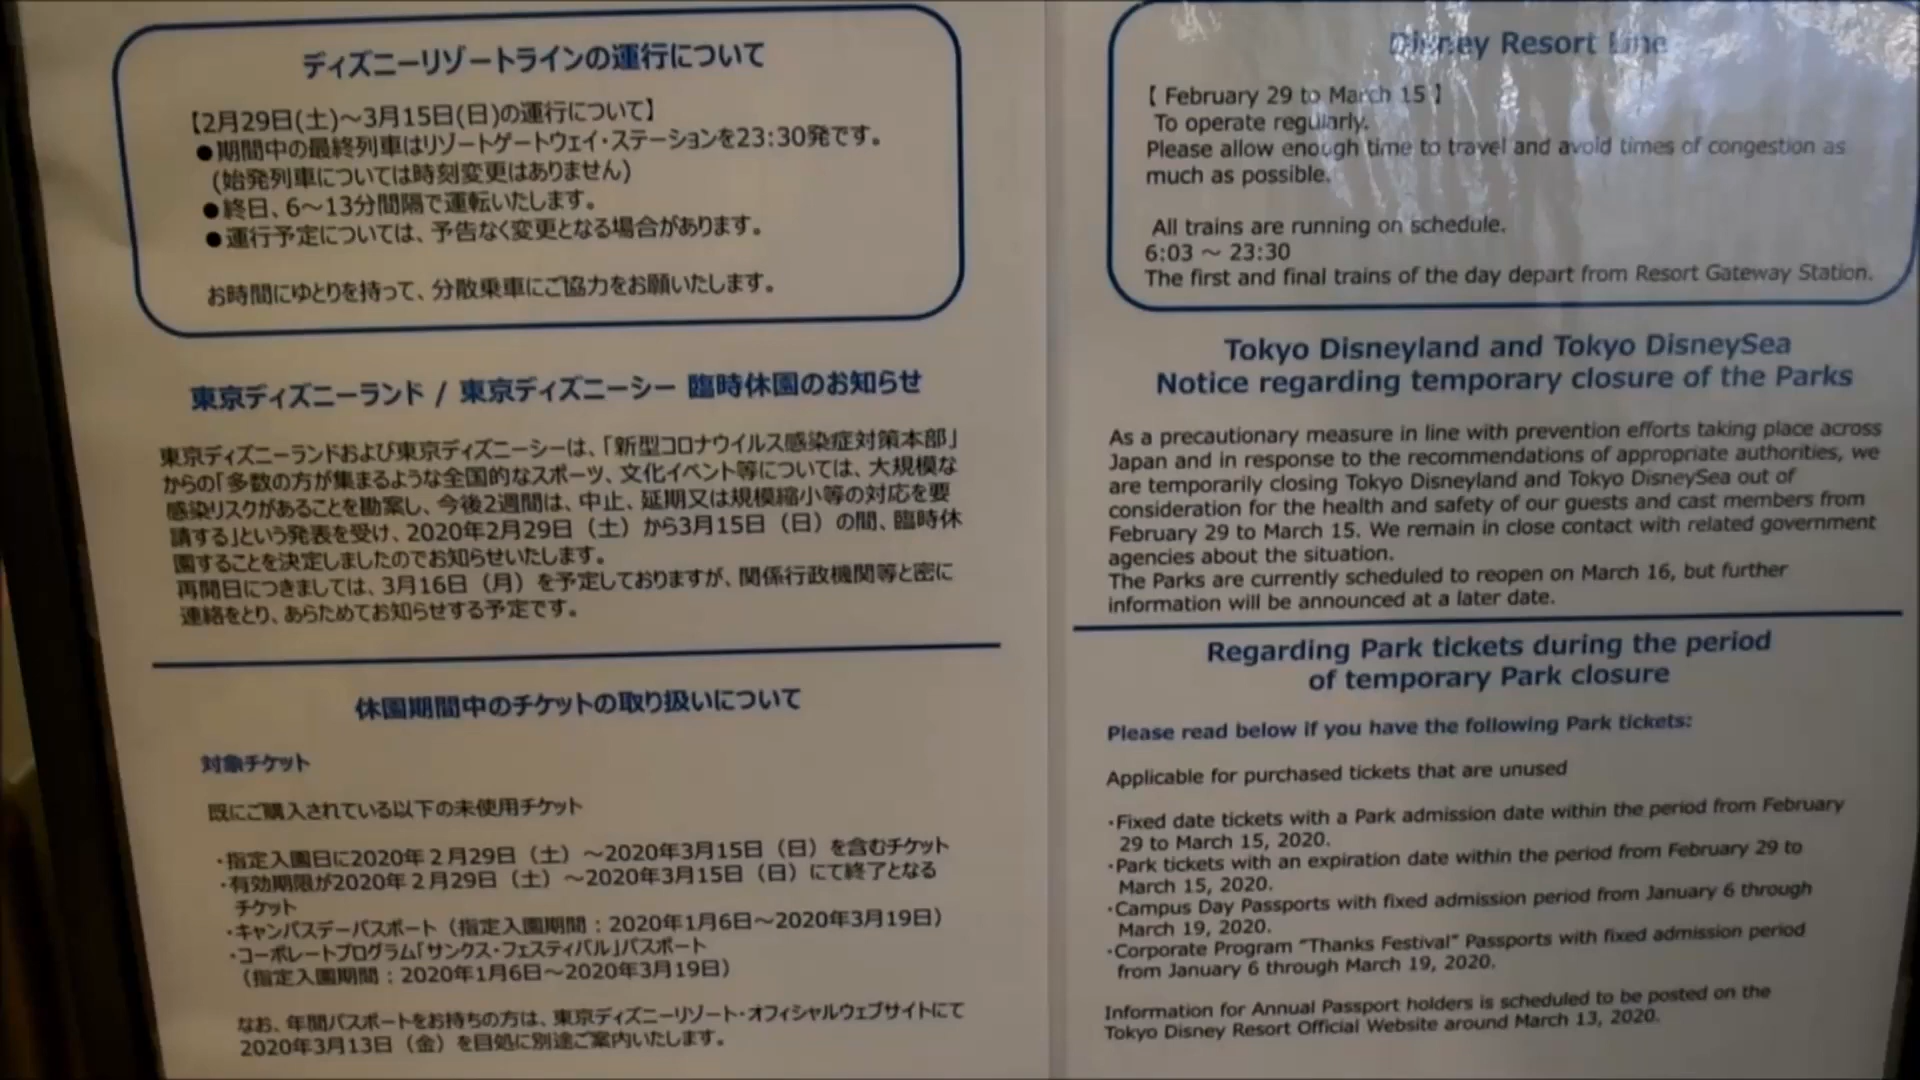 ディズニーリゾートラインの運行について
【2月29日(土)～3月15日(日)の運行について】
●期間中の最終列車はリゾートゲートウェイ・ステーションを23:30発です。
(始発列車については時刻変更はありません)
●終日、6～13分間隔で運転いたします。
●運行予定については、予告なく変更となる場合があります。
お時間にゆとりを持って、分散乗車にご協力をお願いたします。
東京ディズニーランド / 東京ディズニーシー 臨時休園のお知らせ
東京ディズニーランドおよび東京ディズニーシーは、「新型コロナウイルス感染症対策本部」
からの「多数の方が集まるような全国的なスポーツ、文化イベント等については、大規模な
感染リスクがあることを勘案し、今後2週間は、中止、延期又は規模縮小等の対応を要
請する」という発表を受け、2020年2月29日（土）から3月15日（日）の間、臨時休
園することを決定しましたのでお知らせいたします。
再開日につきましては、3月16日（月）を予定しておりますが、関係行政機関等と密に
連絡をとり、あらためてお知らせする予定です。
休園期間中のチケットの取り扱いについて
対象チケット
既にご購入されている以下の未使用チケット
・指定入園日に2020年２月29日（土）～2020年3月15日（日）を含むチケット
・有効期限が2020年２月29日（土）～2020年3月15日（日）にて終了となる
チケット
・キャンパスデーパスポート（指定入園期間：2020年1月6日～2020年3月19日）
・コーポレートプログラム「サンクス・フェスティバル」パスポート
（指定入園期間：2020年1月6日～2020年3月19日）
なお、年間パスポートをお持ちの方は、東京ディズニーリゾート・オフィシャルウェブサイトにて
2020年3月13日（金）を目処に別途ご案内いたします。
Disney Resort Line
【 February 29 to March 15 】
To operate regularly.
Please allow enough time to travel and avoid times of congestion as
much as possible.
All trains are running on schedule.
6:03 ～ 23:30
The first and final trains of the day depart from Resort Gateway Station.
Tokyo Disneyland and Tokyo DisneySea
Notice regarding temporary closure of the Parks
As a precautionary measure in line with prevention efforts taking place across
Japan and in response to the recommendations of appropriate authorities, we
are temporarily closing Tokyo Disneyland and Tokyo DisneySea out of
consideration for the health and safety of our guests and cast members from
February 29 to March 15. We remain in close contact with related government
agencies about the situation.
The Parks are currently scheduled to reopen on March 16, but further
information will be announced at a later date.
Regarding Park tickets during the period
of temporary Park closure
Please read below if you have the following Park tickets:
Applicable for purchased tickets that are unused
・Fixed date tickets with a Park admission date within the period from February
29 to March 15, 2020.
・Park tickets with an expiration date within the period from February 29 to
March 15, 2020.
・Campus Day Passports with fixed admission period from January 6 through
March 19, 2020.
・Corporate Program "Thanks Festival" Passports with fixed admission period
from January 6 through March 19, 2020.
Information for Annual Passport holders is scheduled to be posted on the
Tokyo Disney Resort Official Website around March 13, 2020.